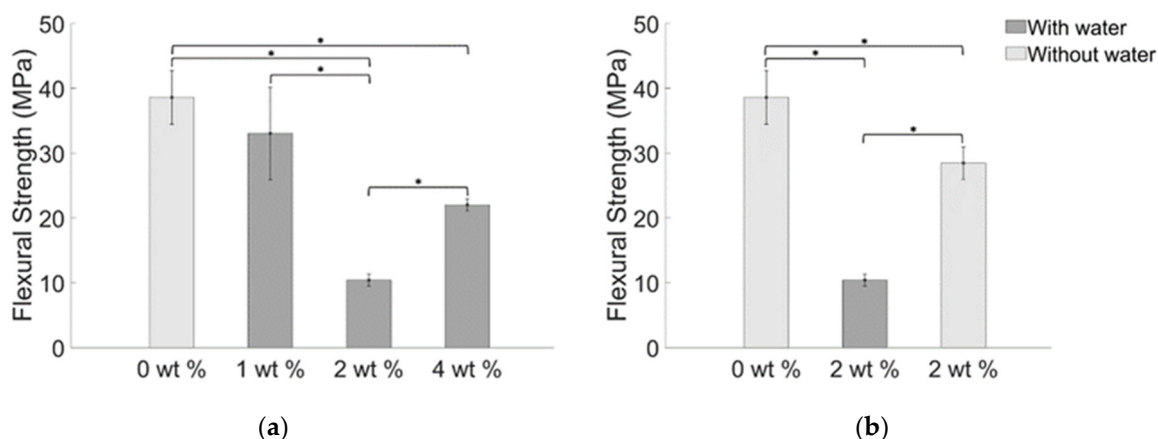 Flexural Strength (MPa)
50
40
30
20
10
0
*
*
*
*
0 wt %
1 wt %
2 wt %
4 wt %
(a)
Flexural Strength (MPa)
50
40
30
20
10
0
*
*
*
0 wt %
2 wt %
2 wt %
With water
Without water
(b)